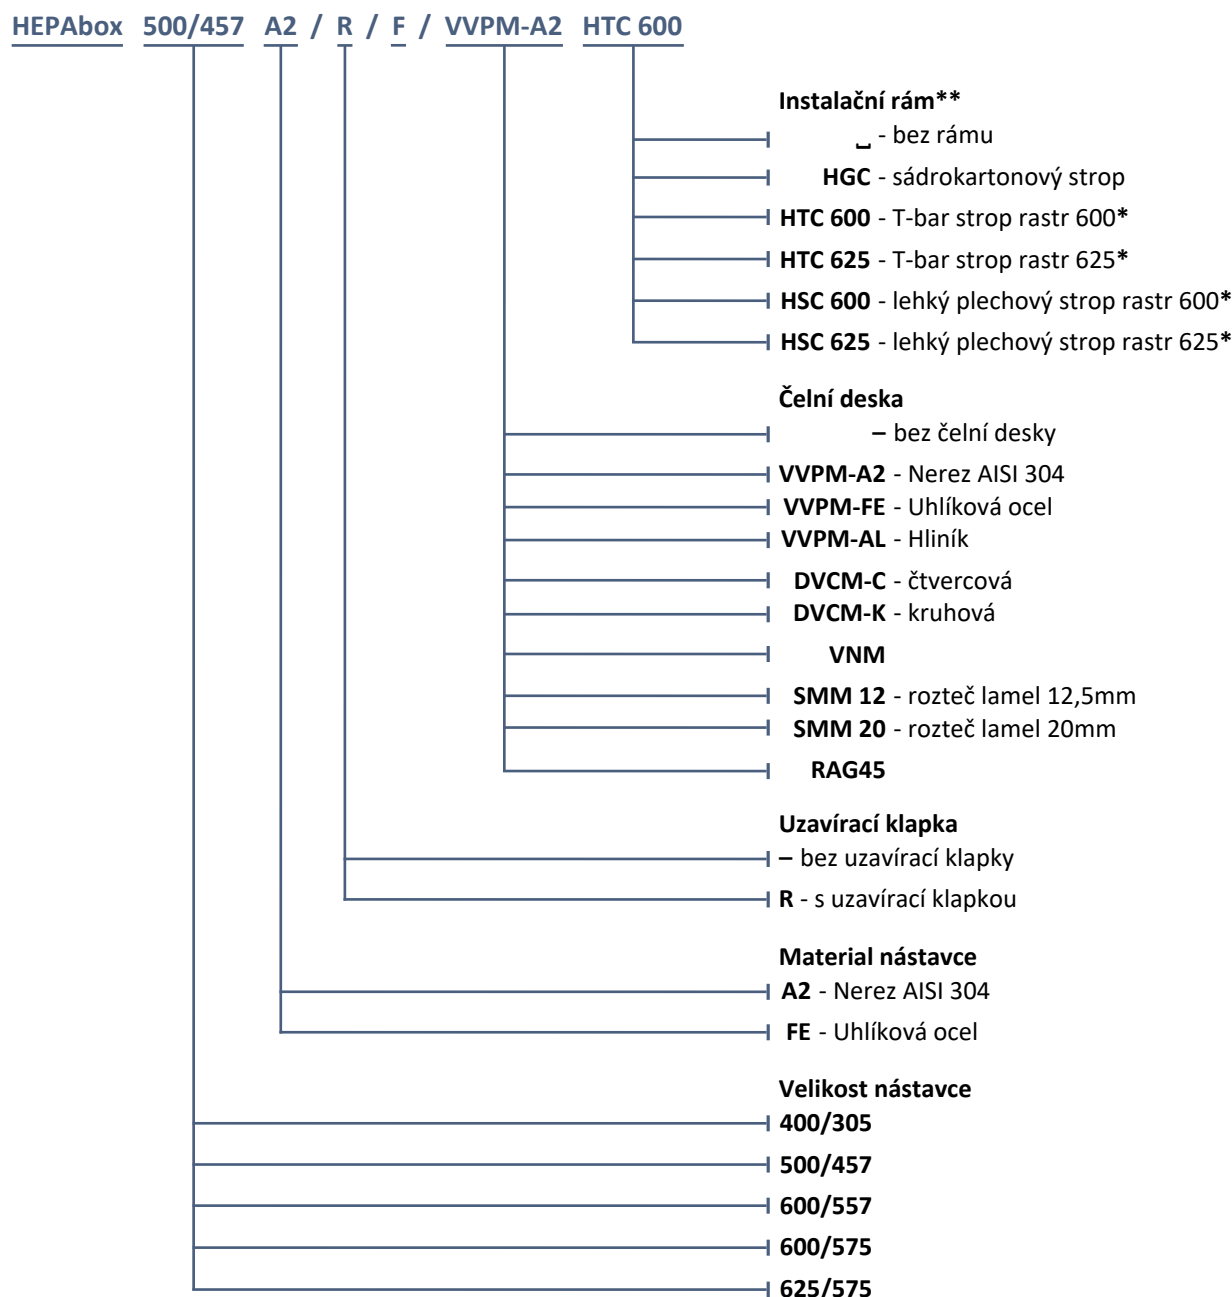 HEPAbox 500/457 A2 / R / F / VVPM-A2 HTC 600
Instalační rám**
⎵ - bez rámu
HGC - sádrokartonový strop
HTC 600 - T-bar strop rastr 600*
HTC 625 - T-bar strop rastr 625*
HSC 600 - lehký plechový strop rastr 600*
HSC 625 - lehký plechový strop rastr 625*
Čelní deska
– bez čelní desky
VVPM-A2 - Nerez AISI 304
VVPM-FE - Uhlíková ocel
VVPM-AL - Hliník
DVCM-C - čtvercová
DVCM-K - kruhová
VNM
SMM 12 - rozteč lamel 12,5mm
SMM 20 - rozteč lamel 20mm
RAG45
Uzavírací klapka
– bez uzavírací klapky
R - s uzavírací klapkou
Material nástavce
A2 - Nerez AISI 304
FE - Uhlíková ocel
Velikost nástavce
400/305
500/457
600/557
600/575
625/575